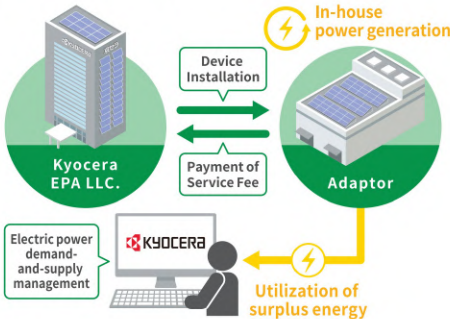 In-house
power generation
Device
Installation
Payment of
Service Fee
Kyocera
EPA LLC.
Adaptor
Electric power
demand-
and-supply
management
KYOCERA
Utilization of
surplus energy